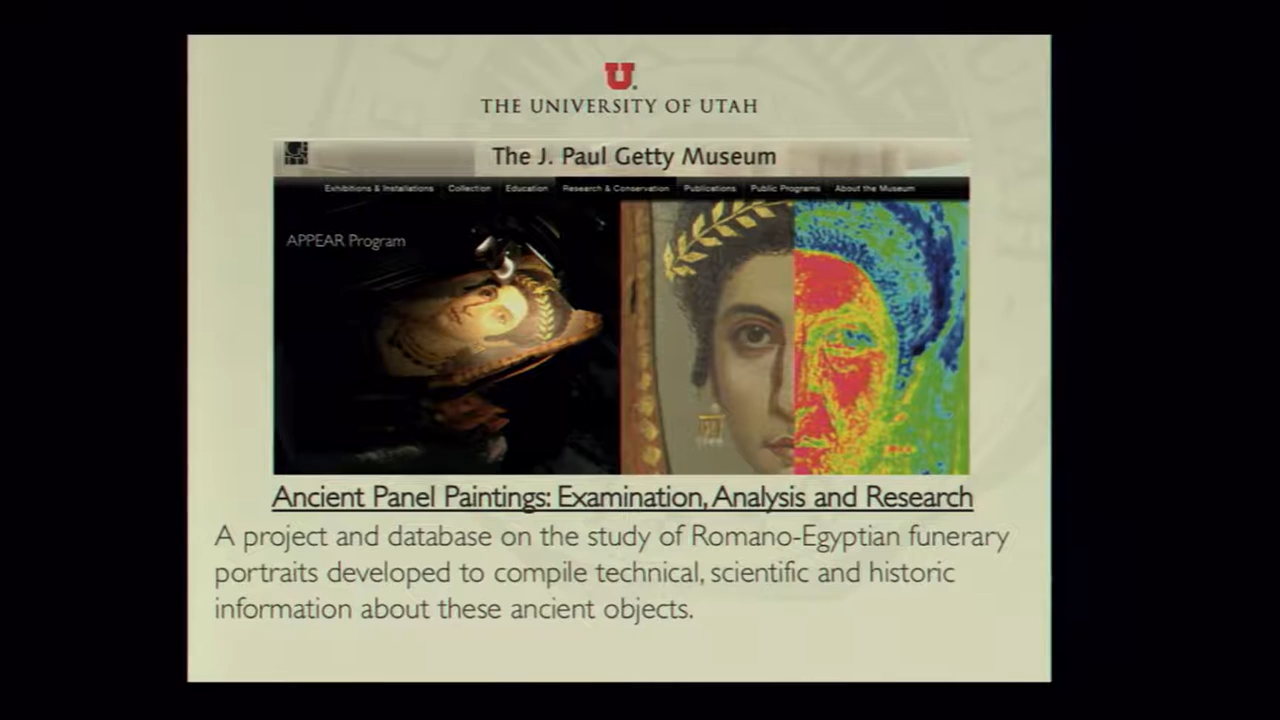 U
THE UNIVERSITY OF UTAH
The J. Paul Getty Museum
Exhibitions & Installations Collection Education Research & Conservation Publications Public Programs About the Museum
APPEAR Program
Ancient Panel Paintings: Examination, Analysis and Research
A project and database on the study of Romano-Egyptian funerary
portraits developed to compile technical, scientific and historic
information about these ancient objects.